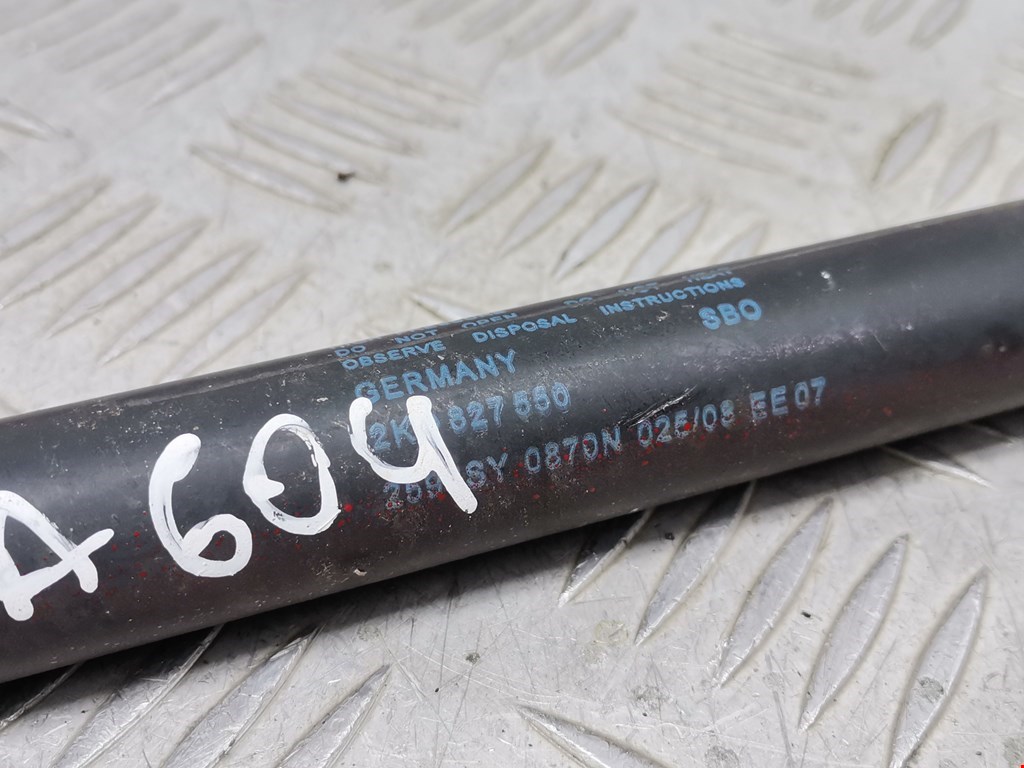 DO NOT OPEN DO NOT HEAT
OBSERVE DISPOSAL INSTRUCTIONS
GERMANY SBO
827 550
SY 0870N 025/08 EE 07
A604